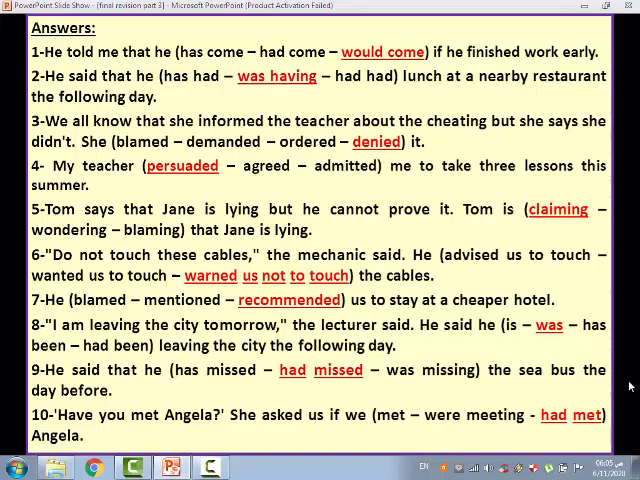 PowerPoint Slide Show - [final revision part 3] - Microsoft PowerPoint (Product Activation Failed)
Answers:
1-He told me that he (has come – had come – would come) if he finished work early.
2-He said that he (has had – was having – had had) lunch at a nearby restaurant
the following day.
3-We all know that she informed the teacher about the cheating but she says she
didn't. She (blamed – demanded – ordered – denied) it.
4- My teacher (persuaded – agreed – admitted) me to take three lessons this
summer.
5-Tom says that Jane is lying but he cannot prove it. Tom is (claiming –
wondering – blaming) that Jane is lying.
6-"Do not touch these cables," the mechanic said. He (advised us to touch –
wanted us to touch – warned us not to touch) the cables.
7-He (blamed – mentioned – recommended) us to stay at a cheaper hotel.
8-"I am leaving the city tomorrow," the lecturer said. He said he (is – was – has
been – had been) leaving the city the following day.
9-He said that he (has missed – had missed – was missing) the sea bus the
day before.
10-'Have you met Angela?' She asked us if we (met – were meeting - had met)
Angela.
EN
06:05 ص
6/11/2020